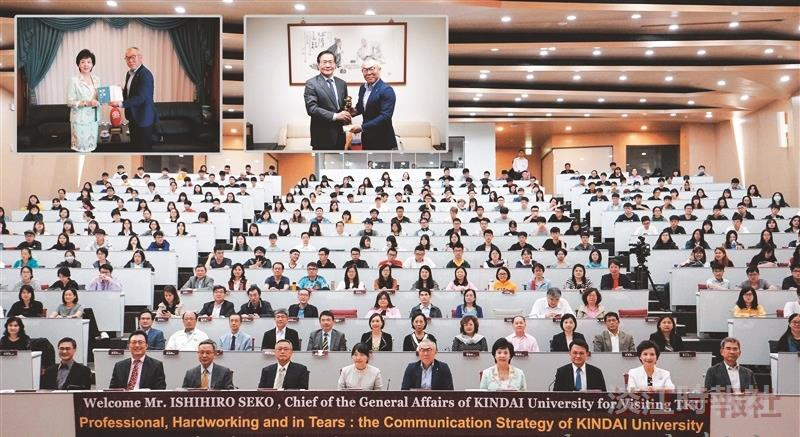 Welcome Mr. ISHIHIRO SEKO , Chief of the General Affairs of KINDAI University for Visiting TKU
Professional, Hardworking and in Tears : the Communication Strategy of KINDAI University
淡江時報社